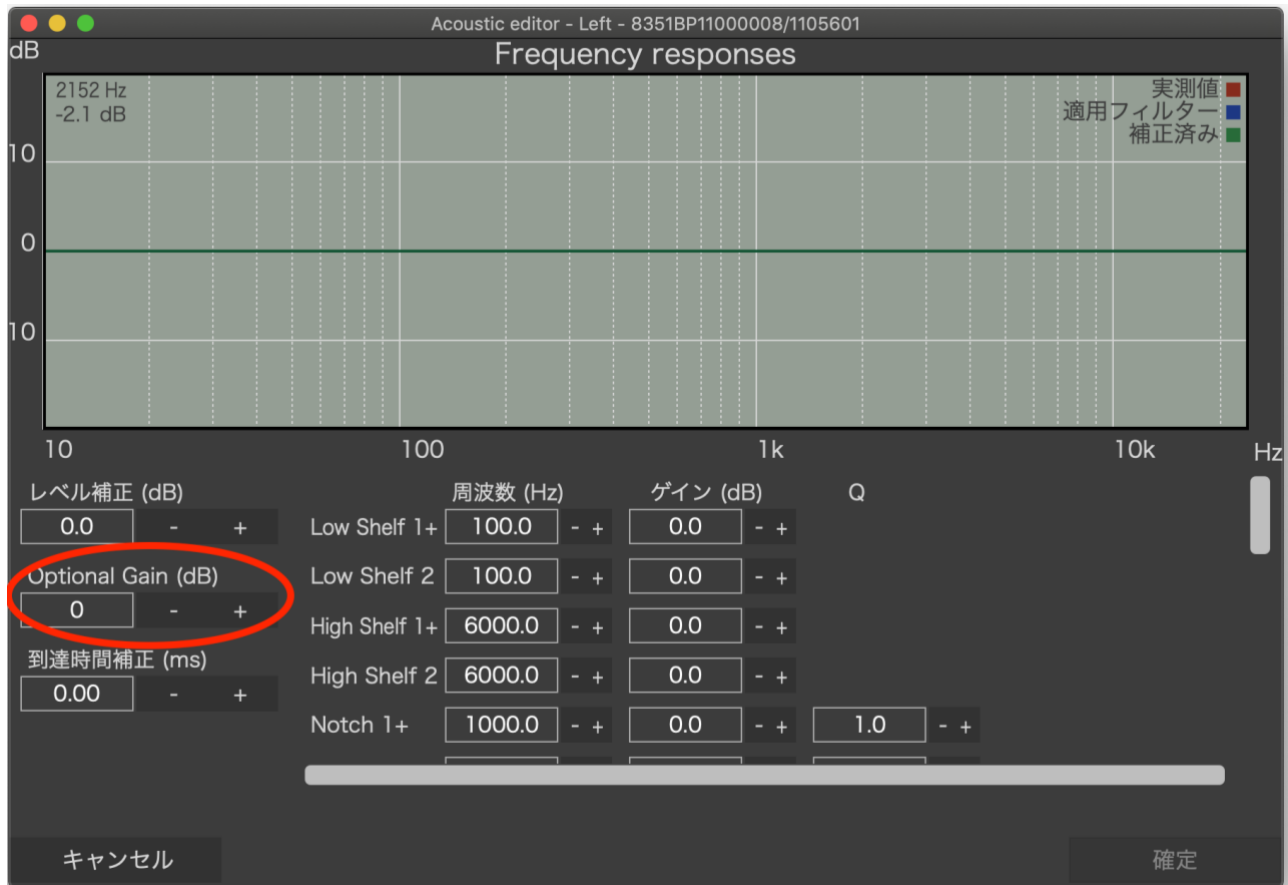 Acoustic editor - Left - 8351BP11000008/1105601
dB
Frequency responses
2152 Hz
-2.1 dB
実測値
適用フィルター
補正済み
10
0
10
10 100 1k 10k Hz
レベル補正 (dB)
0.0 - +
Optional Gain (dB)
0 - +
到達時間補正 (ms)
0.00 - +
周波数 (Hz) ゲイン (dB) Q
Low Shelf 1+ 100.0 - + 0.0 - +
Low Shelf 2 100.0 - + 0.0 - +
High Shelf 1+ 6000.0 - + 0.0 - +
High Shelf 2 6000.0 - + 0.0 - +
Notch 1+ 1000.0 - + 0.0 - + 1.0 - +
キャンセル
確定